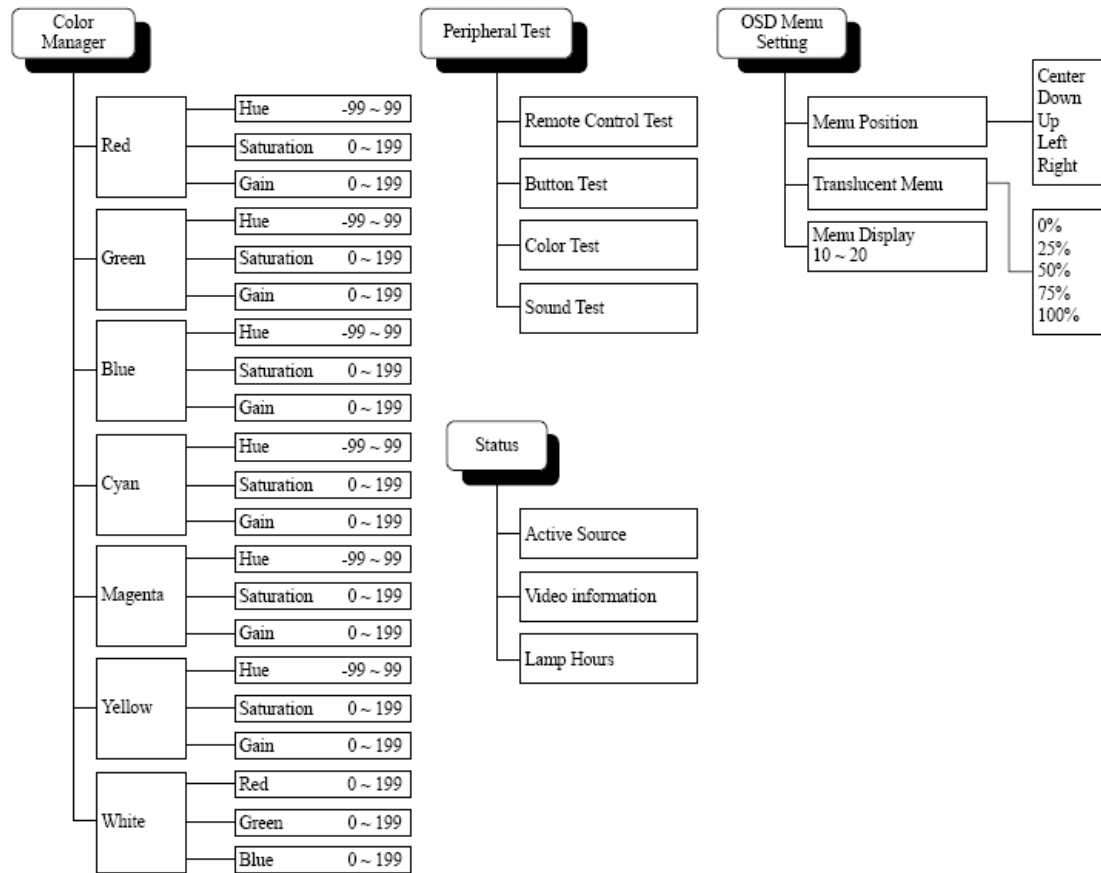 Color
Manager
Red
Hue -99 ~ 99
Saturation 0 ~ 199
Gain 0 ~ 199
Green
Hue -99 ~ 99
Saturation 0 ~ 199
Gain 0 ~ 199
Blue
Hue -99 ~ 99
Saturation 0 ~ 199
Gain 0 ~ 199
Cyan
Hue -99 ~ 99
Saturation 0 ~ 199
Gain 0 ~ 199
Magenta
Hue -99 ~ 99
Saturation 0 ~ 199
Gain 0 ~ 199
Yellow
Hue -99 ~ 99
Saturation 0 ~ 199
Gain 0 ~ 199
White
Red 0 ~ 199
Green 0 ~ 199
Blue 0 ~ 199
Peripheral Test
Remote Control Test
Button Test
Color Test
Sound Test
Status
Active Source
Video information
Lamp Hours
OSD Menu
Setting
Menu Position
Center
Down
Up
Left
Right
Translucent Menu
0%
25%
50%
75%
100%
Menu Display
10 ~ 20